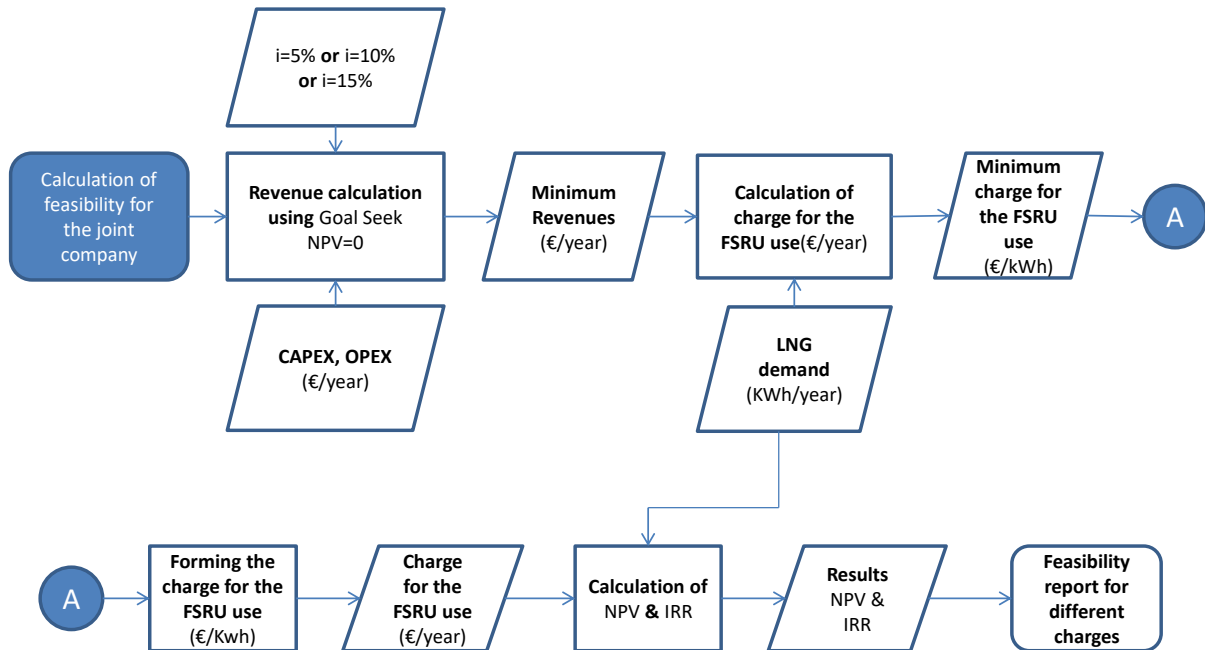 i=5% or i=10%
or i=15%
Calculation of
feasibility for
the joint
company
Revenue calculation
using Goal Seek
NPV=0
Minimum
Revenues
(€/year)
Calculation of
charge for the
FSRU use(€/year)
Minimum
charge for
the FSRU
use
(€/kWh)
A
CAPEX, OPEX
(€/year)
LNG
demand
(KWh/year)
A
Forming the
charge for the
FSRU use
(€/Kwh)
Charge
for the
FSRU use
(€/year)
Calculation of
NPV & IRR
Results
NPV &
IRR
Feasibility
report for
different
charges